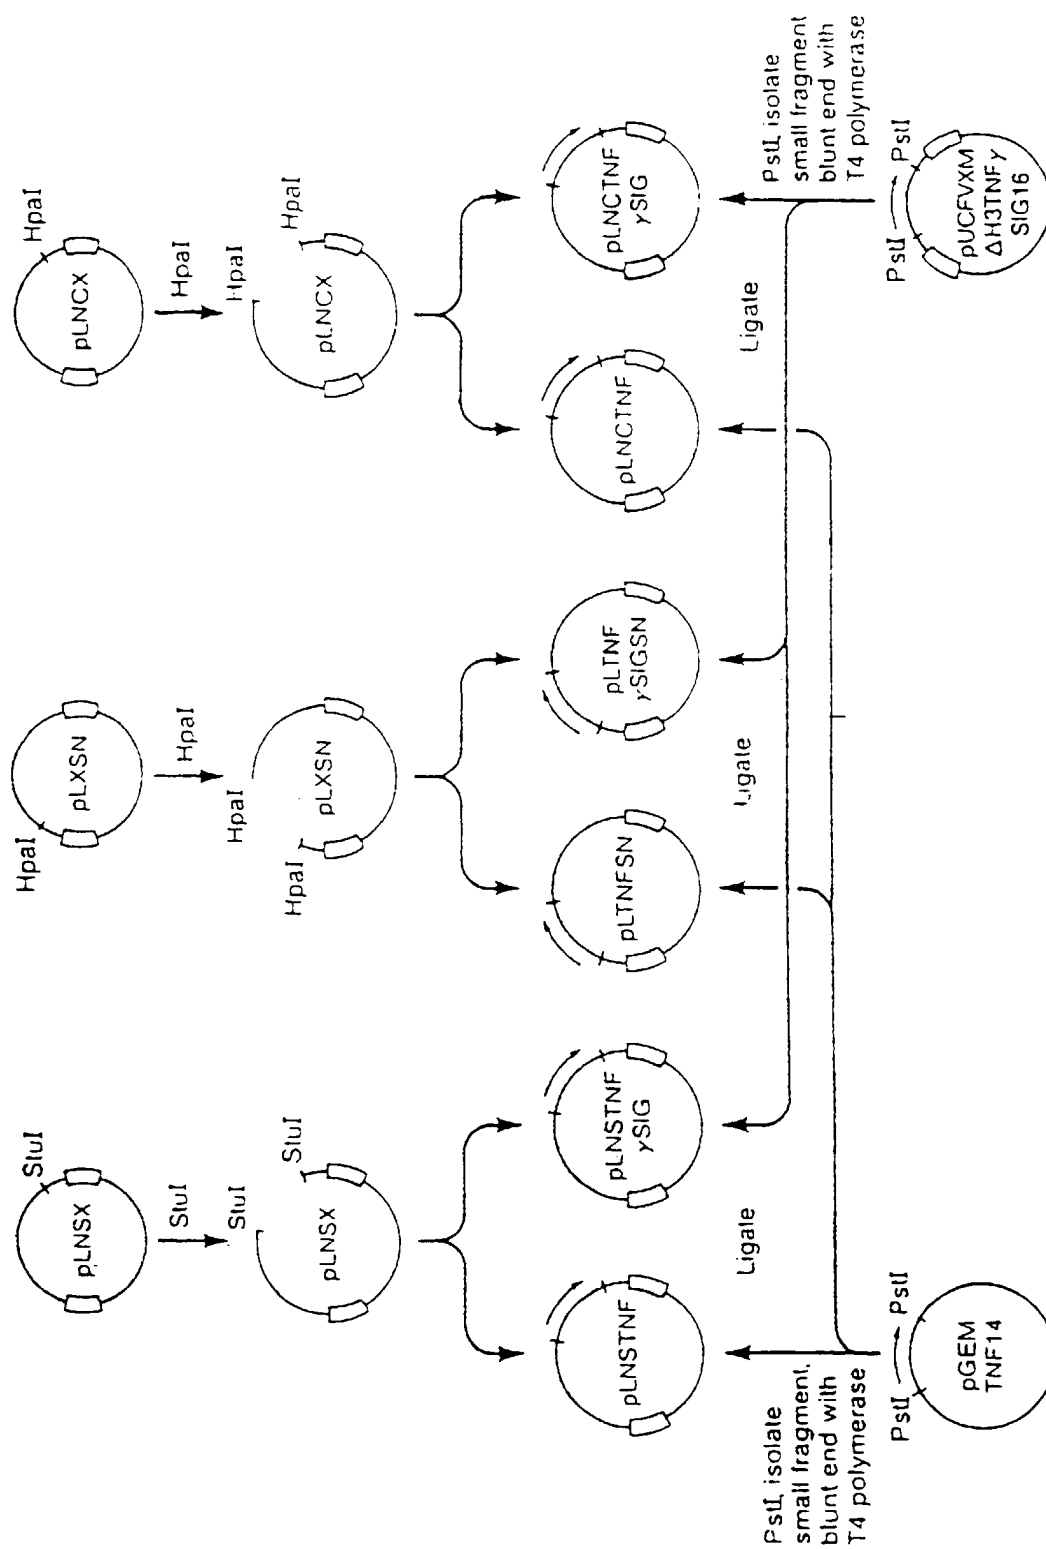 StuI
pLNSX
StuI
StuI
StuI
pLNSX
HpaI
pLXSN
HpaI
HpaI
HpaI
pLXSN
HpaI
pLNCX
HpaI
HpaI
HpaI
pLNCX
pLNSTNF
pLNSTNF
γSIG
pLTNFSN
pLTNF
γSIGSN
pLNCTNF
pLNCTNF
γSIG
Ligate
Ligate
Ligate
PstI, isolate
small fragment,
blunt end with
T4 polymerase
PstI
PstI
pGEM
TNF14
PstI, isolate
small fragment
blunt end with
T4 polymerase
PstI
PstI
pUCFVXM
ΔH3TNFγ
SIG16